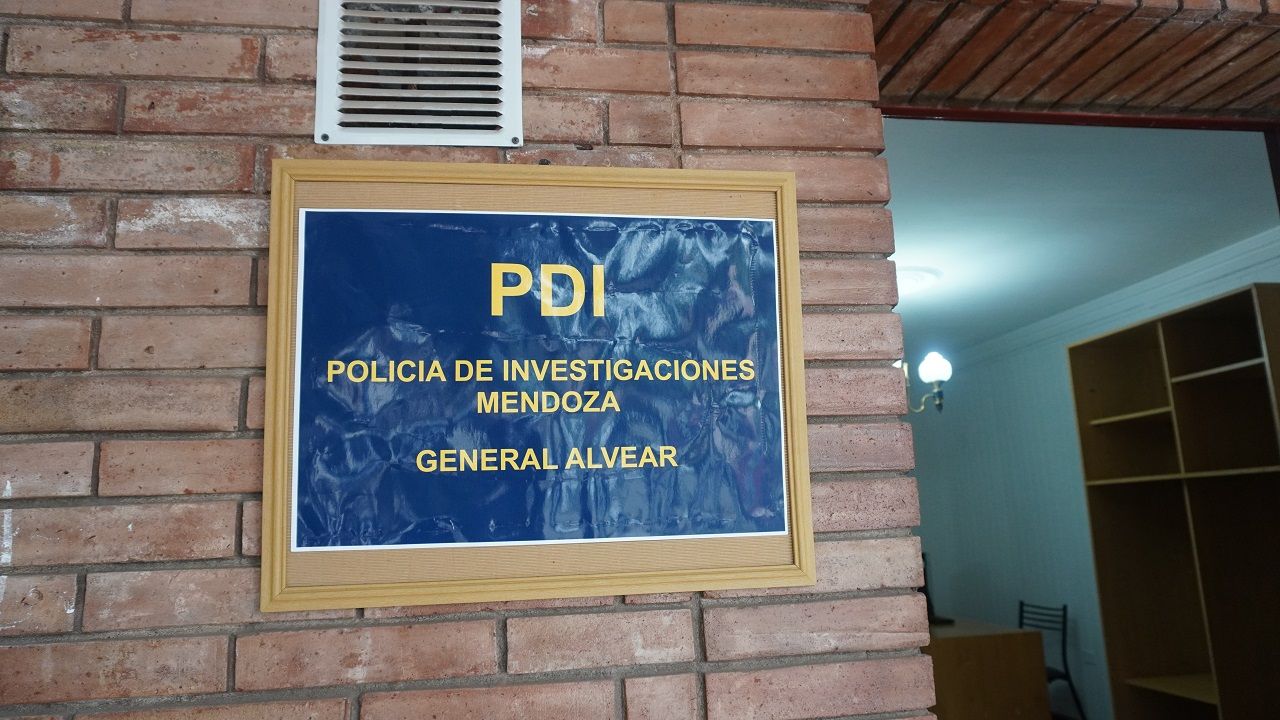 PDI
POLICIA DE INVESTIGACIONES
MENDOZA
GENERAL ALVEAR